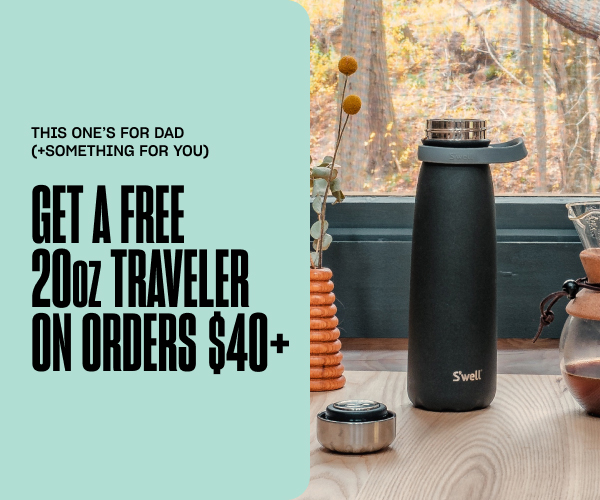 THIS ONE'S FOR DAD
(+SOMETHING FOR YOU)
GET A FREE
20oz TRAVELER
ON ORDERS $40+
S'well